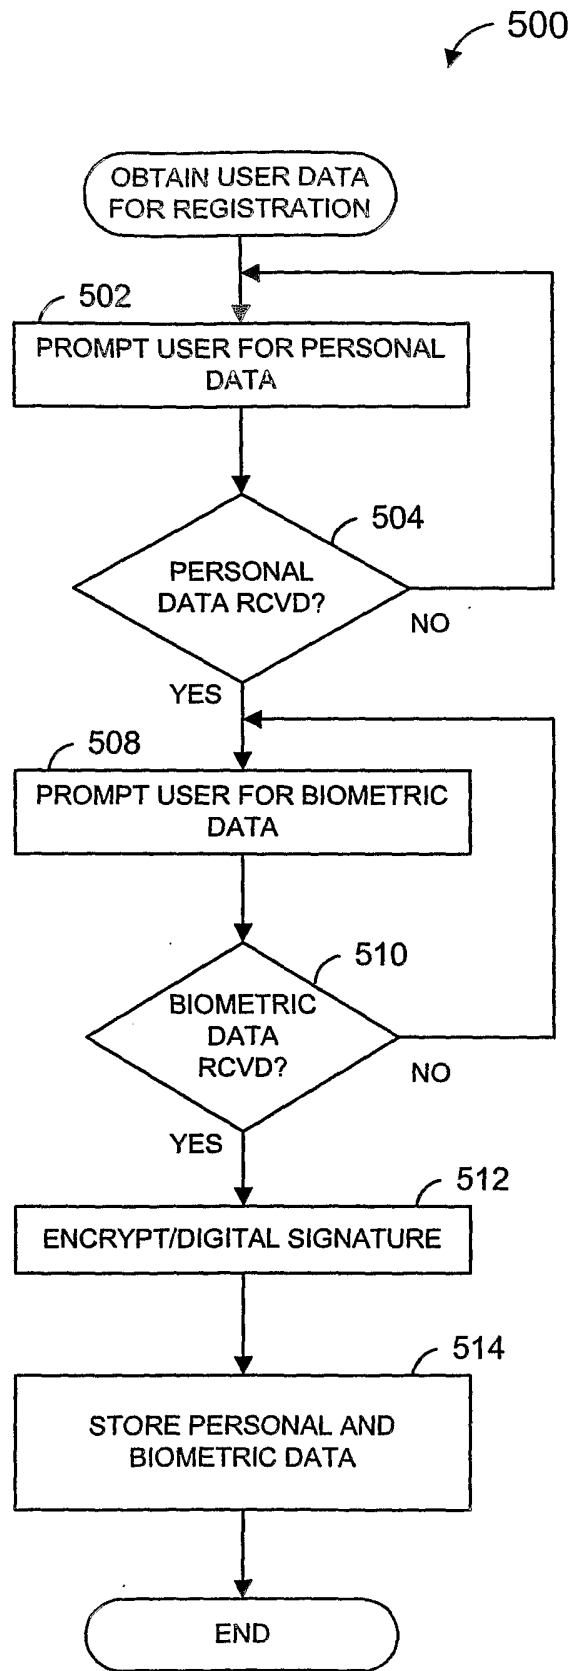 500
OBTAIN USER DATA
FOR REGISTRATION
502
PROMPT USER FOR PERSONAL
DATA
504
PERSONAL
DATA RCVD?
NO
YES
508
PROMPT USER FOR BIOMETRIC
DATA
510
BIOMETRIC
DATA
RCVD?
NO
YES
512
ENCRYPT/DIGITAL SIGNATURE
514
STORE PERSONAL AND
BIOMETRIC DATA
END